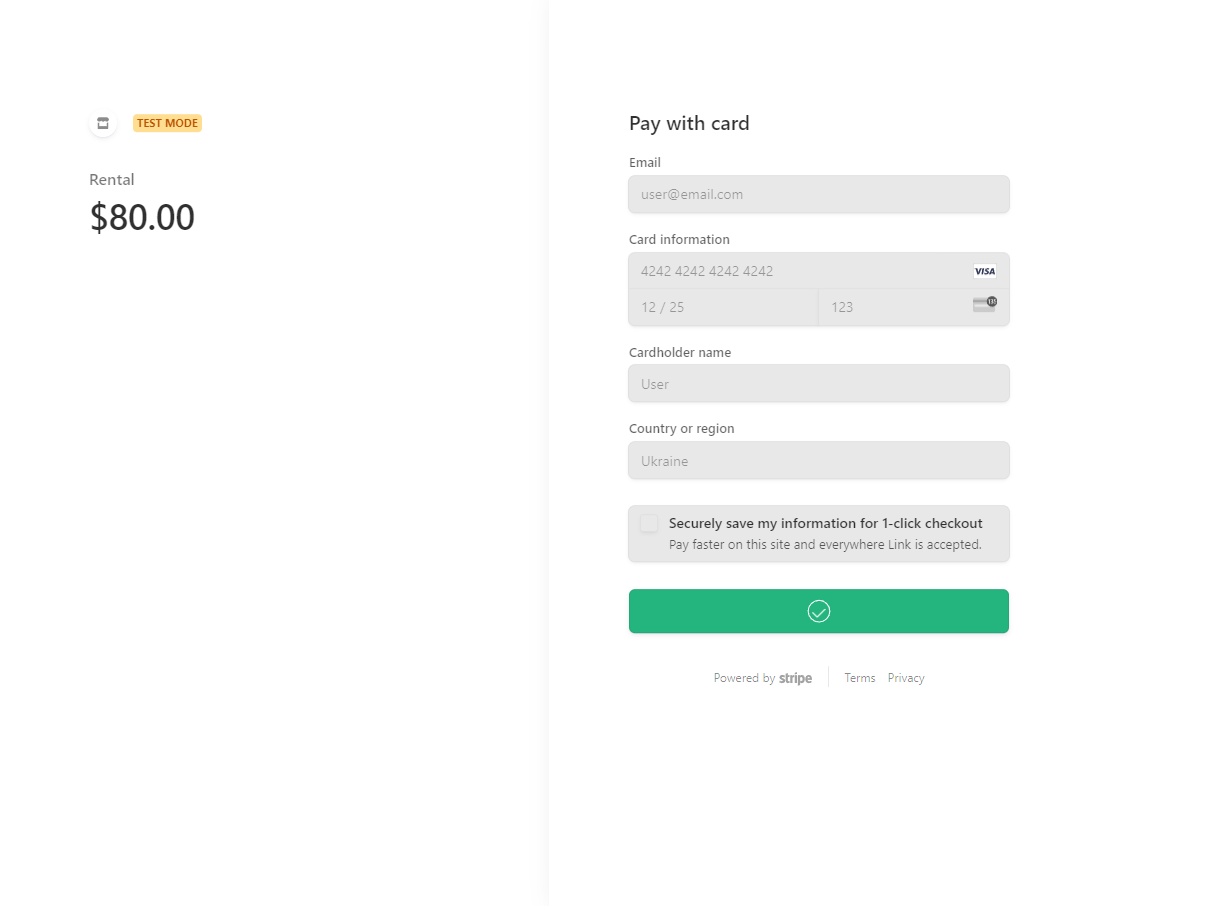 TEST MODE
Rental
$80.00
Pay with card
Email
user@email.com
Card information
4242 4242 4242 4242
VISA
12 / 25
123
Cardholder name
User
Country or region
Ukraine
Securely save my information for 1-click checkout
Pay faster on this site and everywhere Link is accepted.
Powered by stripe
Terms
Privacy